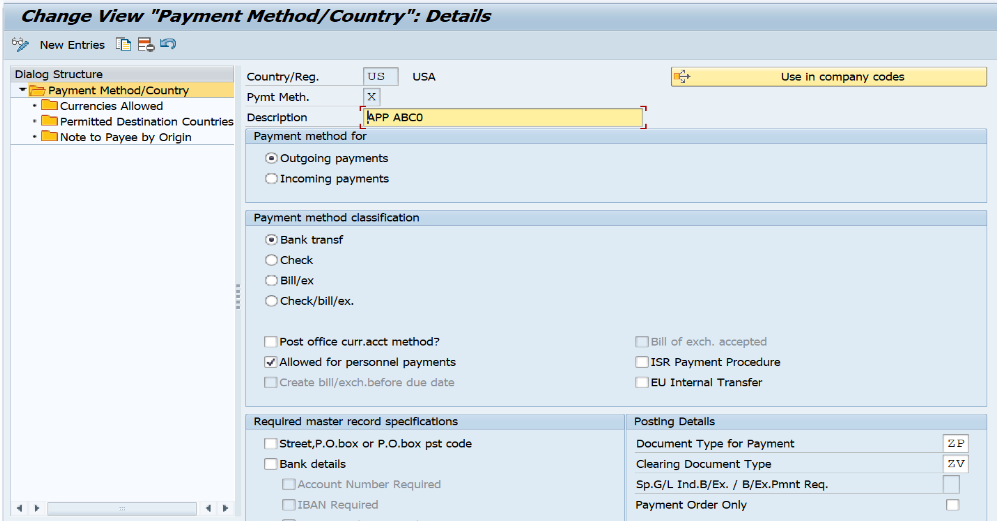 Change View "Payment Method/Country": Details
New Entries
Dialog Structure
Payment Method/Country
Currencies Allowed
Permitted Destination Countries
Note to Payee by Origin
Country/Reg. US USA
Use in company codes
Pymt Meth. X
Description APP ABC0
Payment method for
Outgoing payments
Incoming payments
Payment method classification
Bank transf
Check
Bill/ex
Check/bill/ex.
Post office curr.acct method? Bill of exch. accepted
Allowed for personnel payments ISR Payment Procedure
Create bill/exch.before due date EU Internal Transfer
Required master record specifications
Street,P.O.box or P.O.box pst code
Bank details
Account Number Required
IBAN Required
Posting Details
Document Type for Payment ZP
Clearing Document Type ZV
Sp.G/L Ind.B/Ex. / B/Ex.Pmnt Req.
Payment Order Only